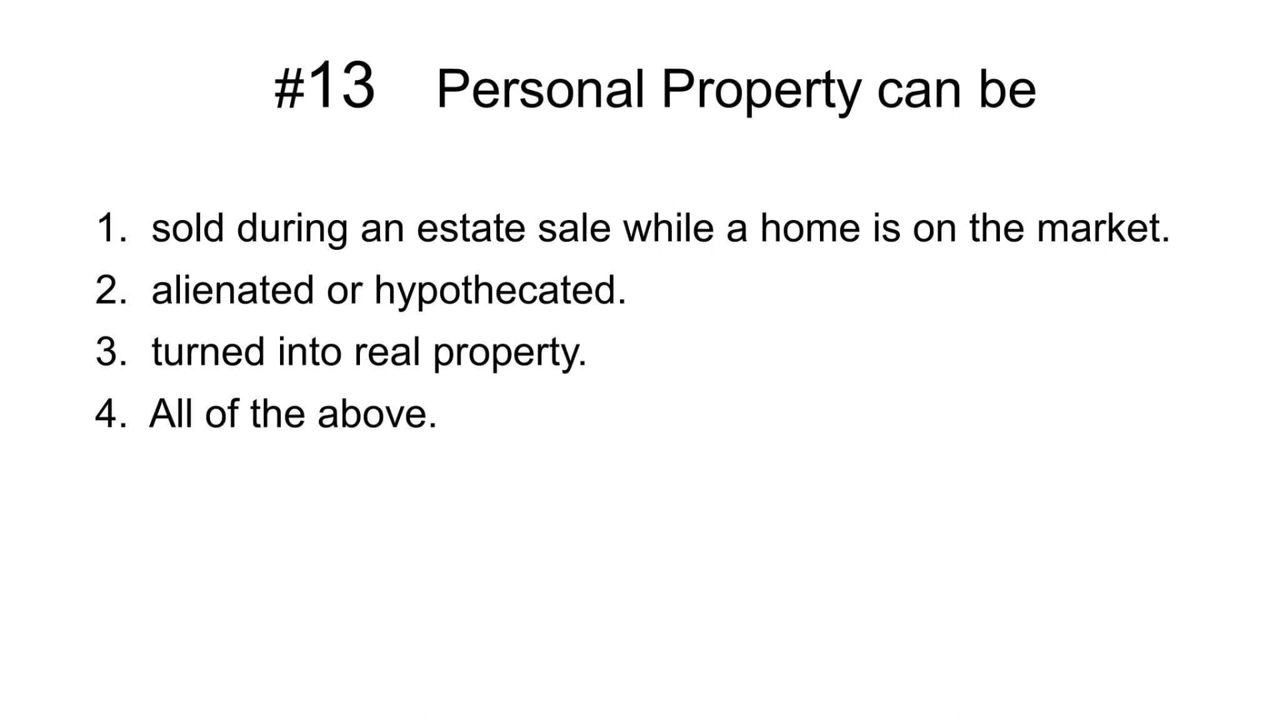 #13 Personal Property can be
1. sold during an estate sale while a home is on the market.
2. alienated or hypothecated.
3. turned into real property.
4. All of the above.